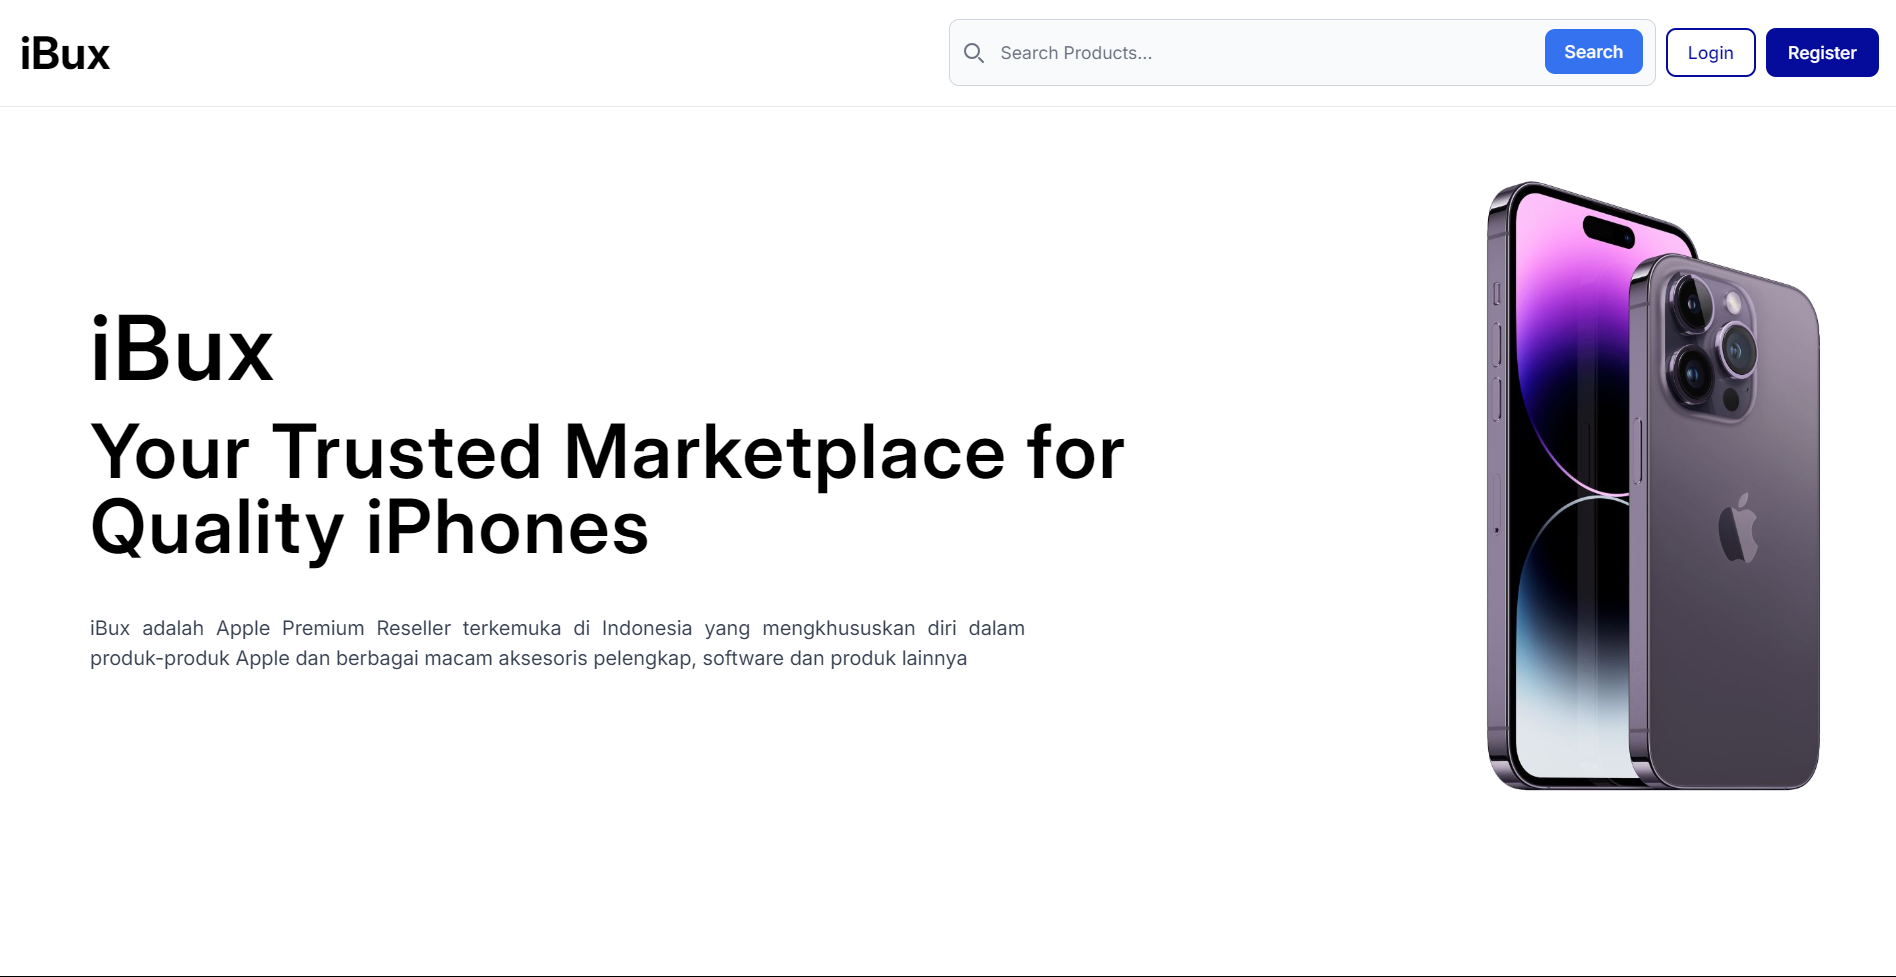 iBux
Search Products...
Search
Login
Register
iBux
Your Trusted Marketplace for
Quality iPhones
iBux adalah Apple Premium Reseller terkemuka di Indonesia yang mengkhususkan diri dalam
produk-produk Apple dan berbagai macam aksesoris pelengkap, software dan produk lainnya